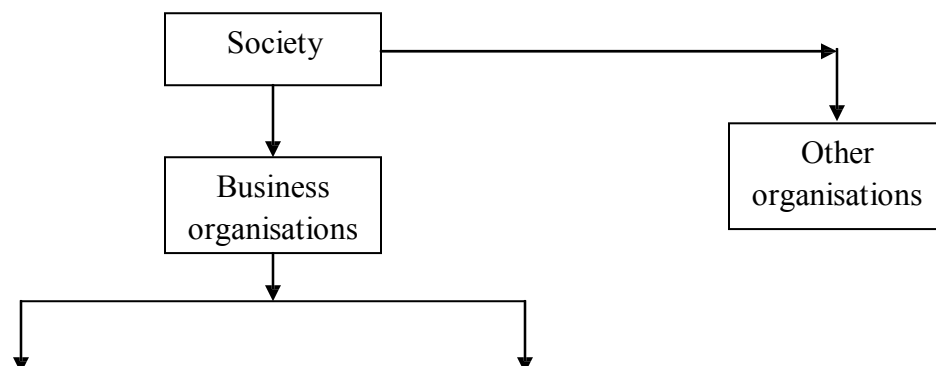 Society
Other
organisations
Business
organisations